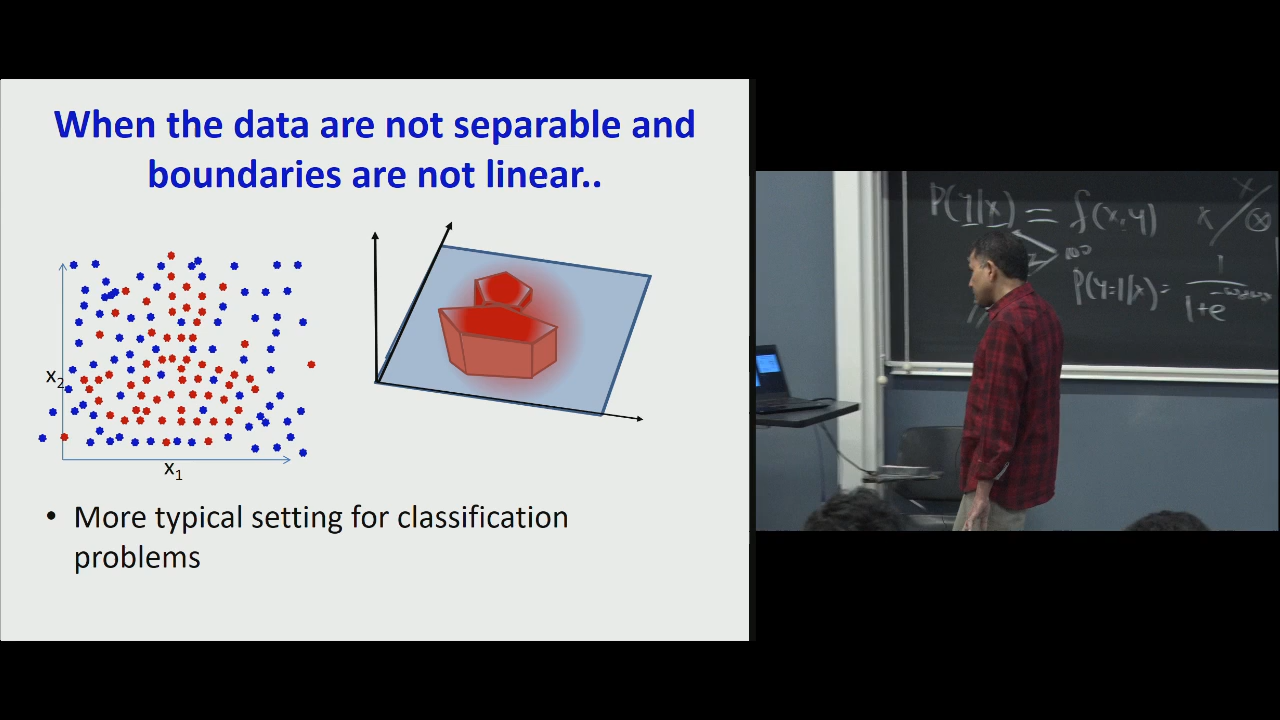 When the data are not separable and
boundaries are not linear..
x2
x1
• More typical setting for classification
problems
P(y|x) = f(x,y)
P(y=1|x) =
1
1+e